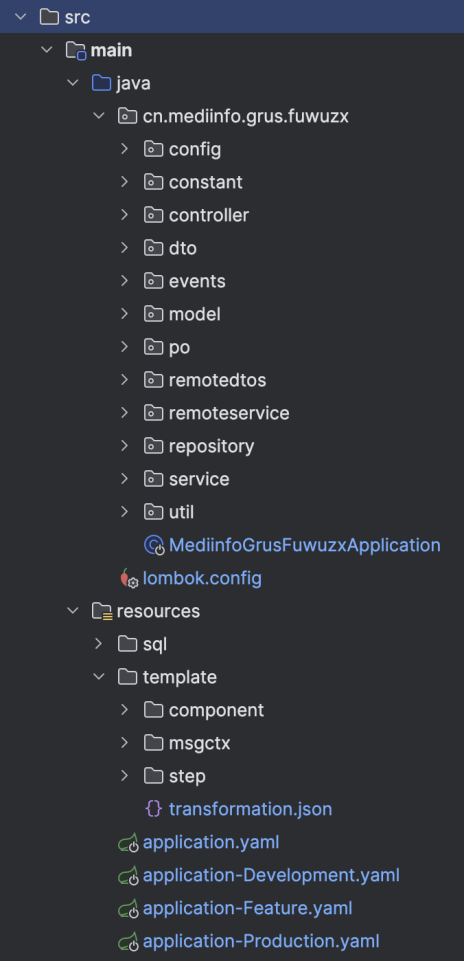 src
main
java
cn.mediinfo.grus.fuwuzx
config
constant
controller
dto
events
model
po
remotedtos
remoteservice
repository
service
util
MediinfoGrusFuwuzxApplication
lombok.config
resources
sql
template
component
msgctx
step
transformation.json
application.yaml
application-Development.yaml
application-Feature.yaml
application-Production.yaml